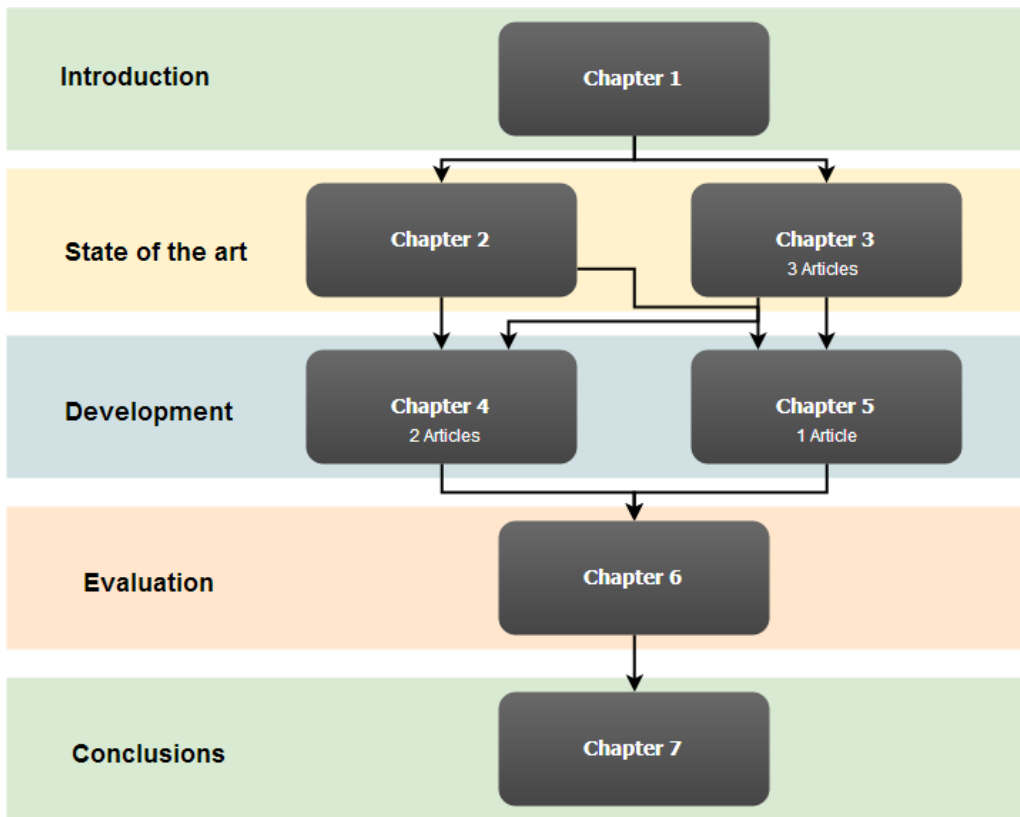 Introduction
Chapter 1
State of the art
Chapter 2
Chapter 3
3 Articles
Development
Chapter 4
2 Articles
Chapter 5
1 Article
Evaluation
Chapter 6
Conclusions
Chapter 7